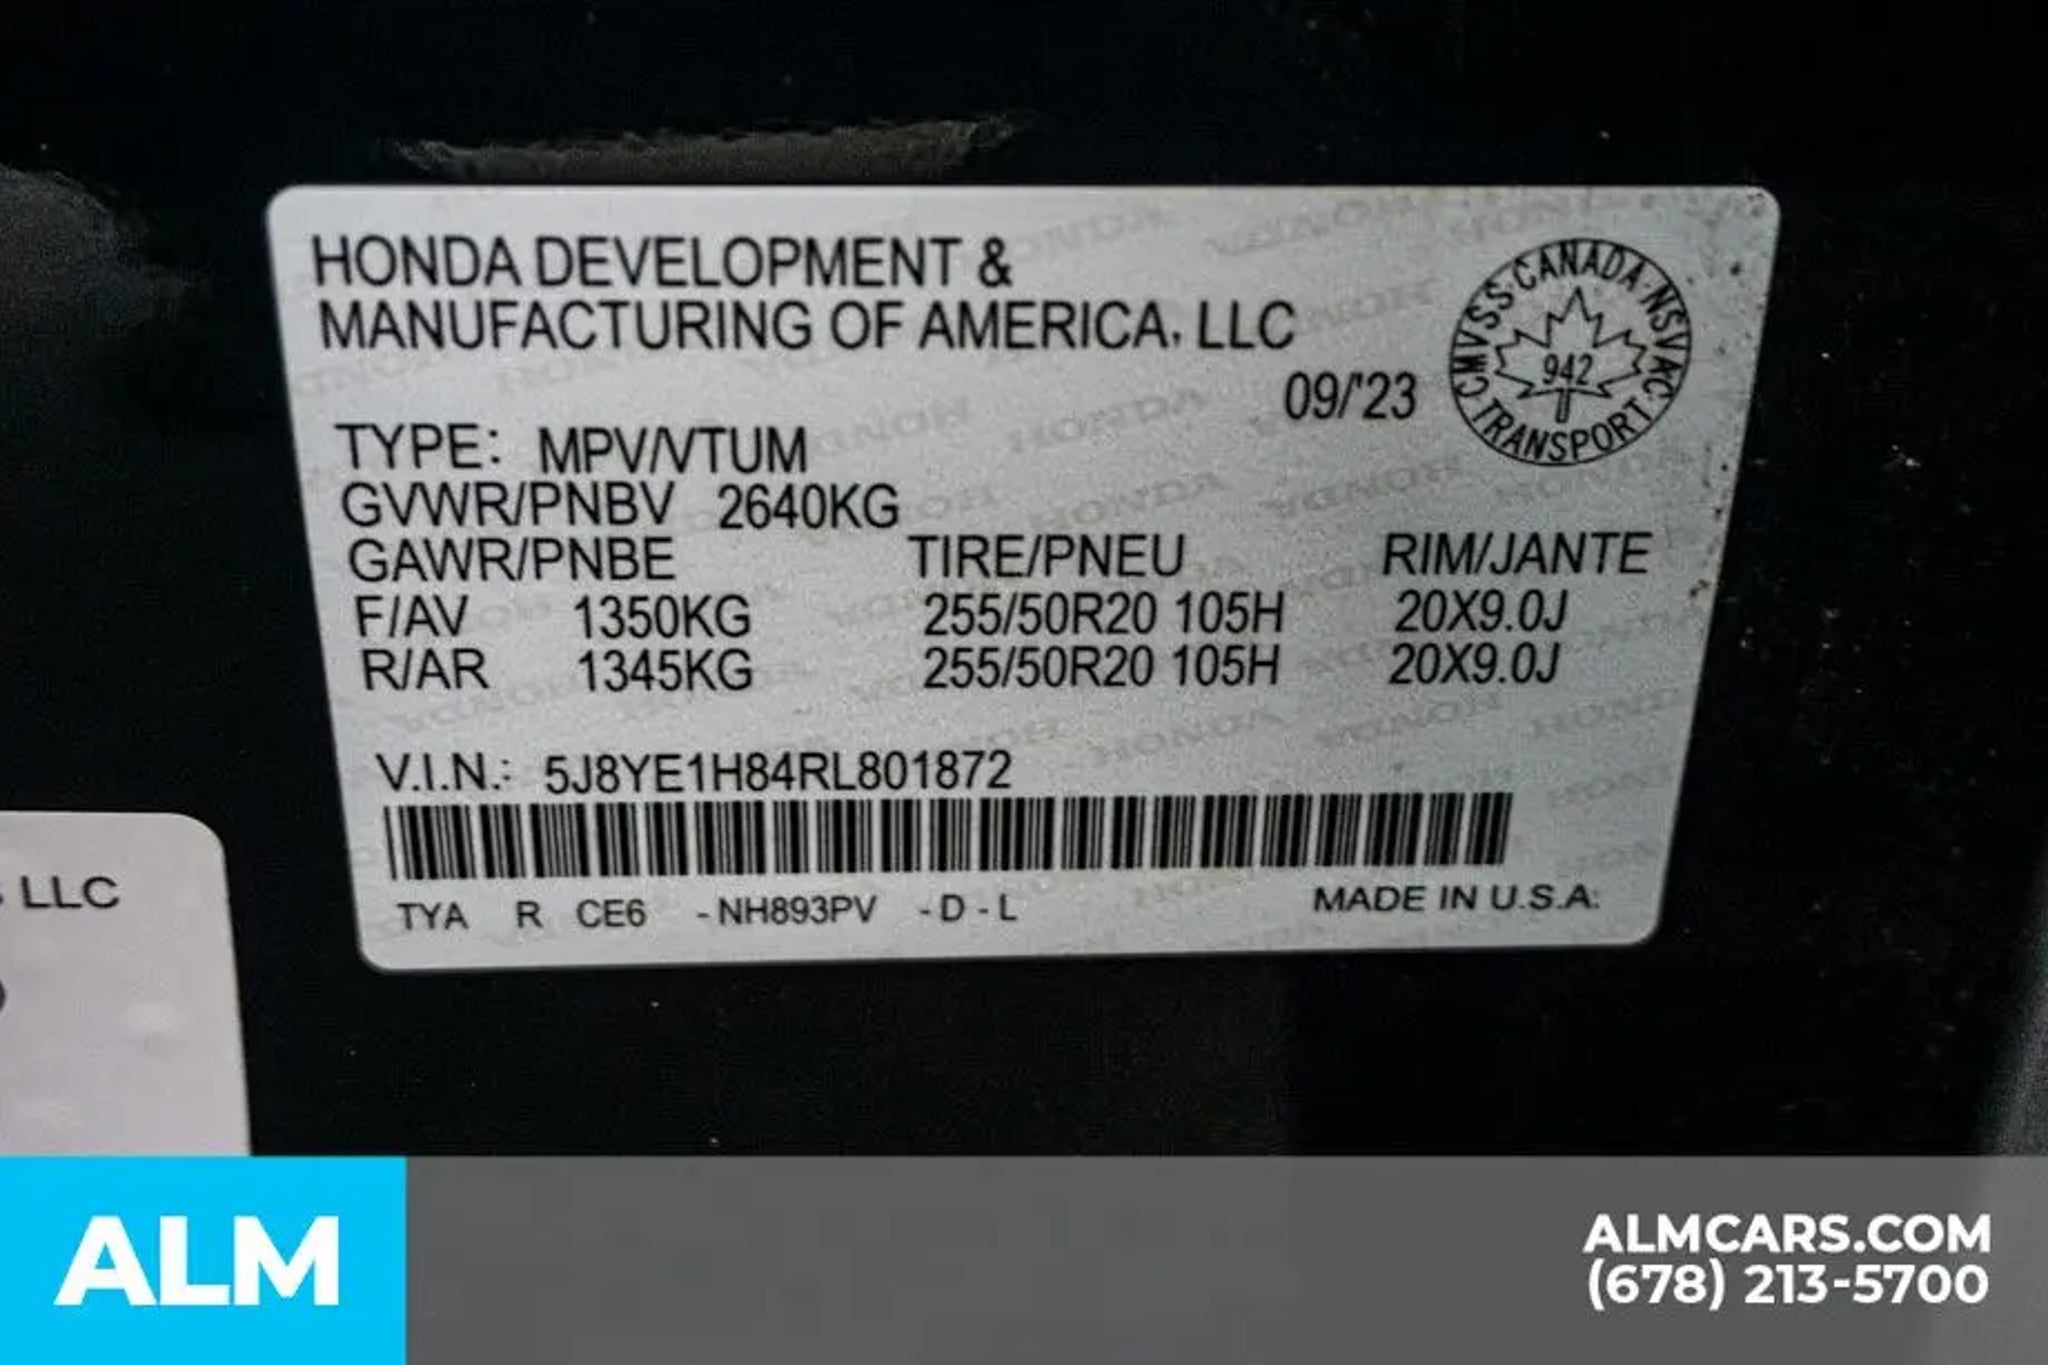 HONDA DEVELOPMENT &
MANUFACTURING OF AMERICA, LLC
09/'23
CMVSS·CANADA·NSVAC
942
TRANSPORT
TYPE: MPV/VTUM
GVWR/PNBV 2640KG
GAWR/PNBE TIRE/PNEU RIM/JANTE
F/AV 1350KG 255/50R20 105H 20X9.0J
R/AR 1345KG 255/50R20 105H 20X9.0J
V.I.N.: 5J8YE1H84RL801872
TYA R CE6 -NH893PV -D-L MADE IN U.S.A:
LLC
ALM
ALMCARS.COM
(678) 213-5700